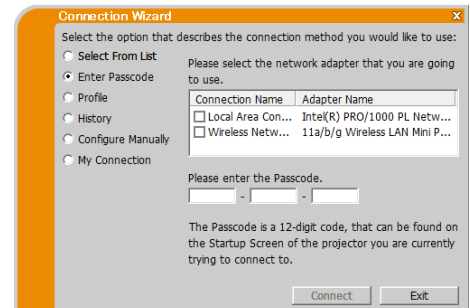 Connection Wizard
x
Select the option that describes the connection method you would like to use:
Select From List
Enter Passcode
Profile
History
Configure Manually
My Connection
Please select the network adapter that you are going
to use.
Connection Name Adapter Name
Local Area Con... Intel(R) PRO/1000 PL Netw...
Wireless Netw... 11a/b/g Wireless LAN Mini P...
Please enter the Passcode.
- -
The Passcode is a 12-digit code, that can be found on
the Startup Screen of the projector you are currently
trying to connect to.
Connect Exit